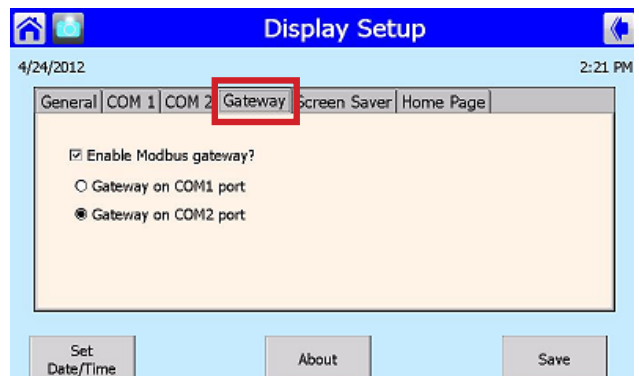 Display Setup
4/24/2012 2:21 PM
General COM 1 COM 2 Gateway Screen Saver Home Page
Enable Modbus gateway?
Gateway on COM1 port
Gateway on COM2 port
Set
Date/Time
About
Save